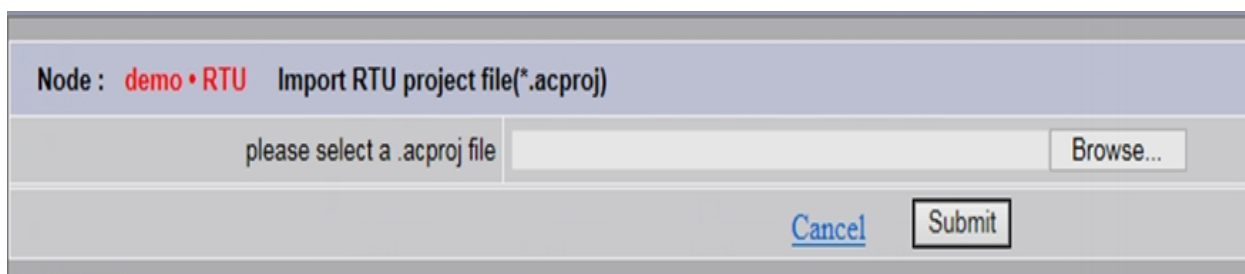 Node : demo • RTU Import RTU project file(*.acproj)
please select a .acproj file Browse...
Cancel Submit